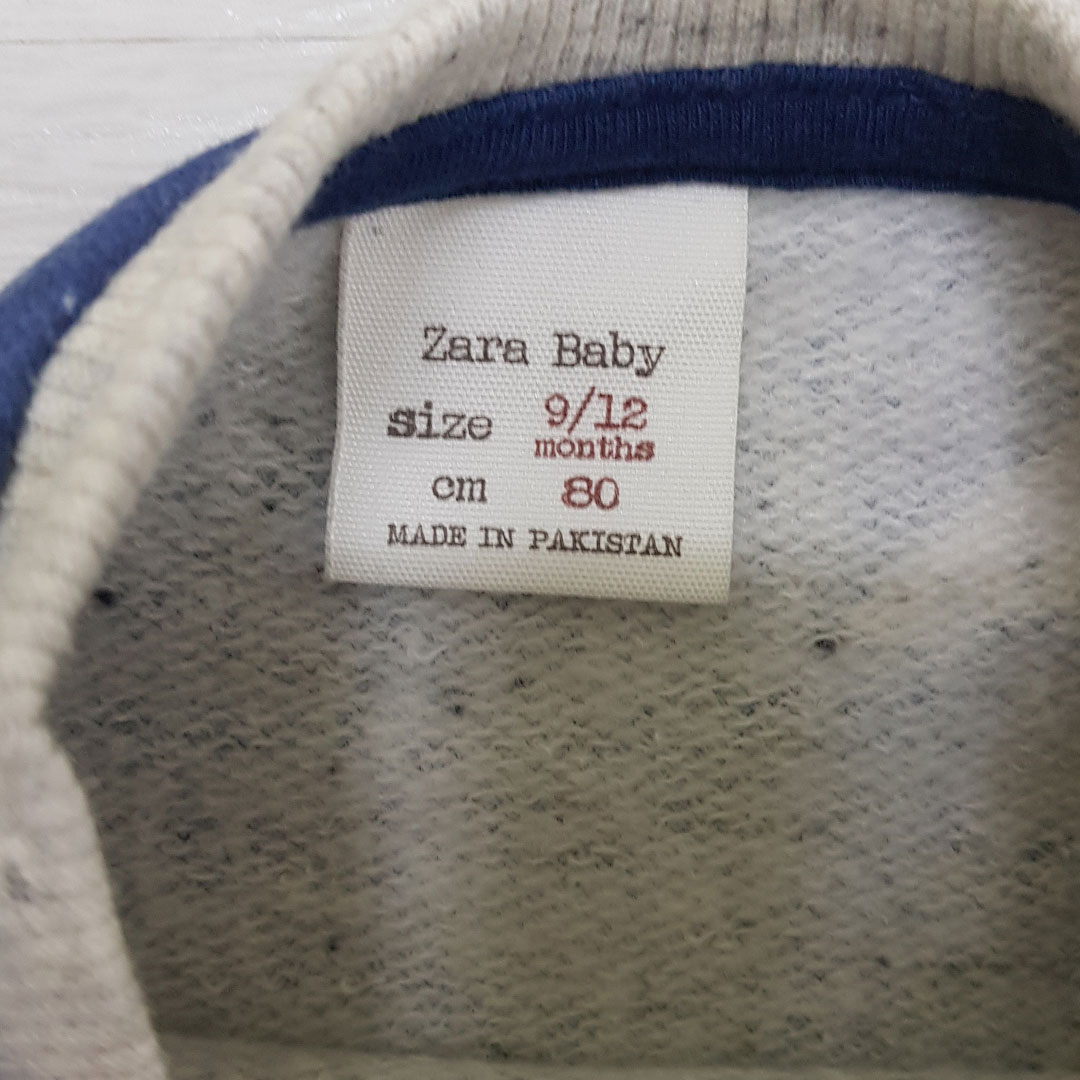 Zara Baby
size 9/12
months
cm 80
MADE IN PAKISTAN